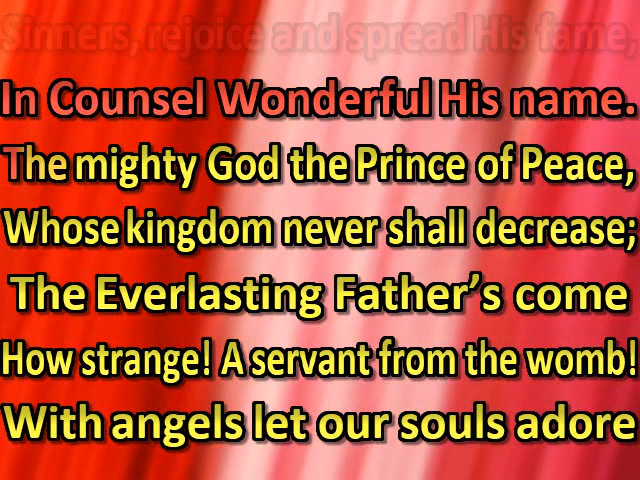 Sinners, rejoice and spread His fame,
In Counsel Wonderful His name.
The mighty God the Prince of Peace,
Whose kingdom never shall decrease;
The Everlasting Father’s come
How strange! A servant from the womb!
With angels let our souls adore